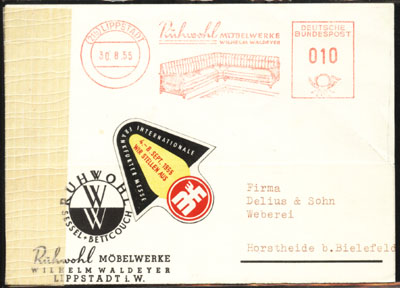 LIPPSTADT
30.8.55
Ruhwohl MÖBELWERKE
WILHELM WALDEYER
DEUTSCHE
BUNDESPOST
010
INTERNATIONALE
FRANKFURTER MESSE
4.-8. SEPT. 1955
WIR STELLEN AUS
RUHWOHL
W
W
SESSEL·BETTCOUCH
Firma
Delius & Sohn
Weberei
Horstheide b.Bielefeld
Ruhwohl MÖBELWERKE
WILHELM WALDEYER
LIPPSTADT i.W.